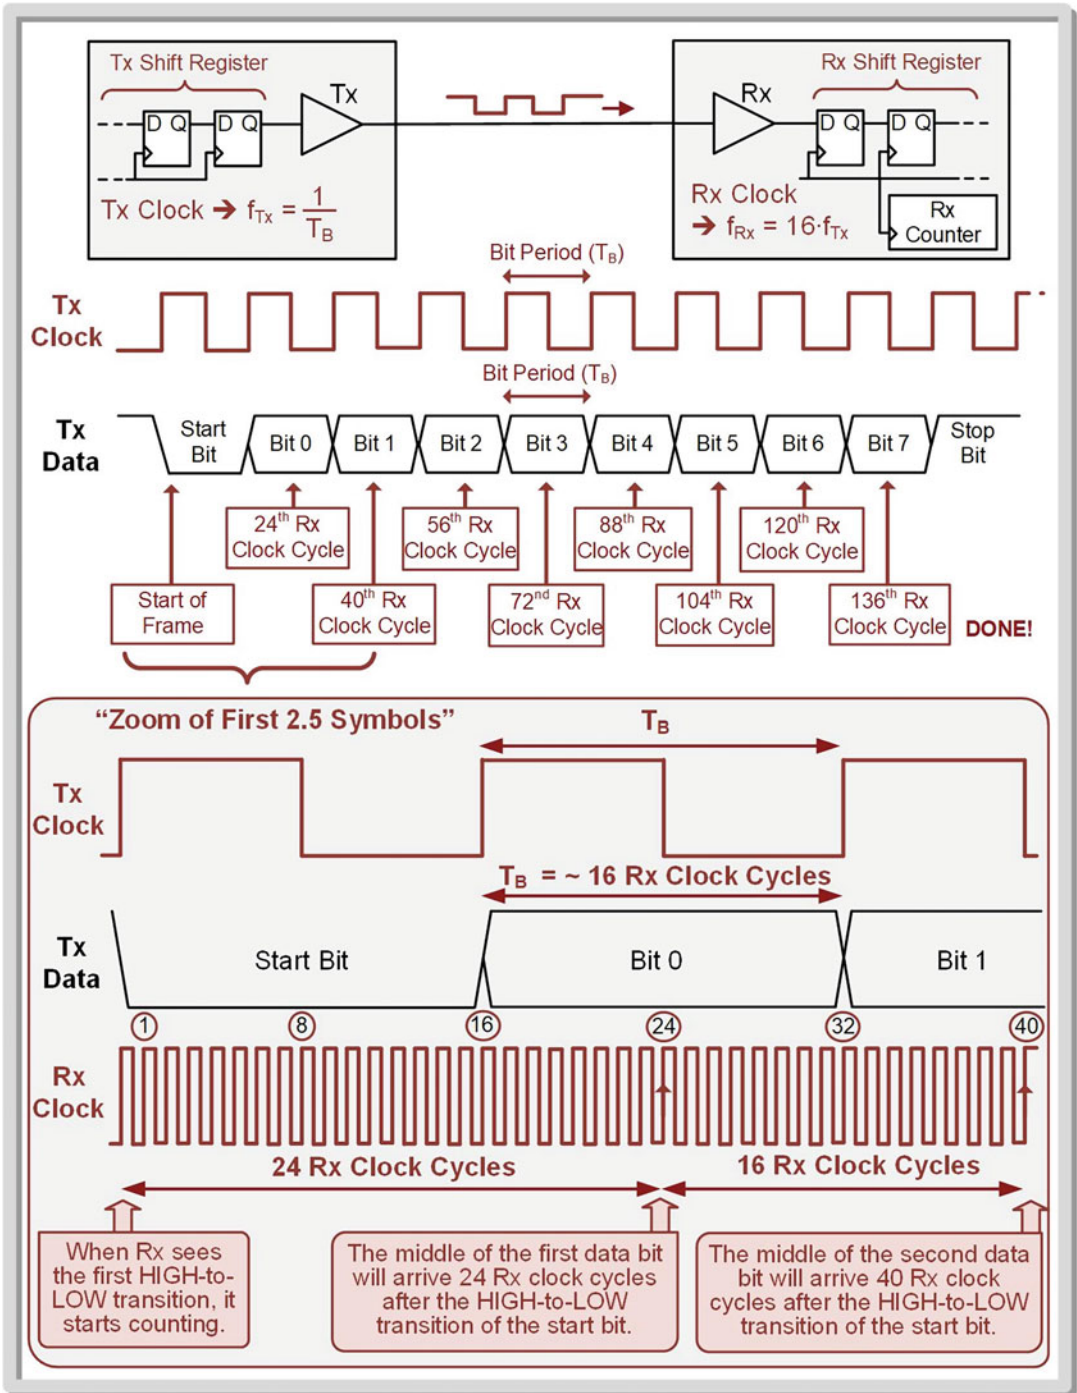 Tx Shift Register
Tx
D Q
D Q
Tx Clock → fTx = 1/TB
Rx Shift Register
Rx
D Q
D Q
Rx Clock
→ fRx = 16·fTx
Rx
Counter
Bit Period (TB)
Tx
Clock
Bit Period (TB)
Tx
Data
Start
Bit
Bit 0
Bit 1
Bit 2
Bit 3
Bit 4
Bit 5
Bit 6
Bit 7
Stop
Bit
24th Rx
Clock Cycle
56th Rx
Clock Cycle
88th Rx
Clock Cycle
120th Rx
Clock Cycle
Start of
Frame
40th Rx
Clock Cycle
72nd Rx
Clock Cycle
104th Rx
Clock Cycle
136th Rx
Clock Cycle
DONE!
“Zoom of First 2.5 Symbols”
TB
Tx
Clock
TB = ~ 16 Rx Clock Cycles
Tx
Data
Start Bit
Bit 0
Bit 1
1
8
16
24
32
40
Rx
Clock
24 Rx Clock Cycles
16 Rx Clock Cycles
When Rx sees
the first HIGH-to-
LOW transition, it
starts counting.
The middle of the first data bit
will arrive 24 Rx clock cycles
after the HIGH-to-LOW
transition of the start bit.
The middle of the second data
bit will arrive 40 Rx clock
cycles after the HIGH-to-LOW
transition of the start bit.